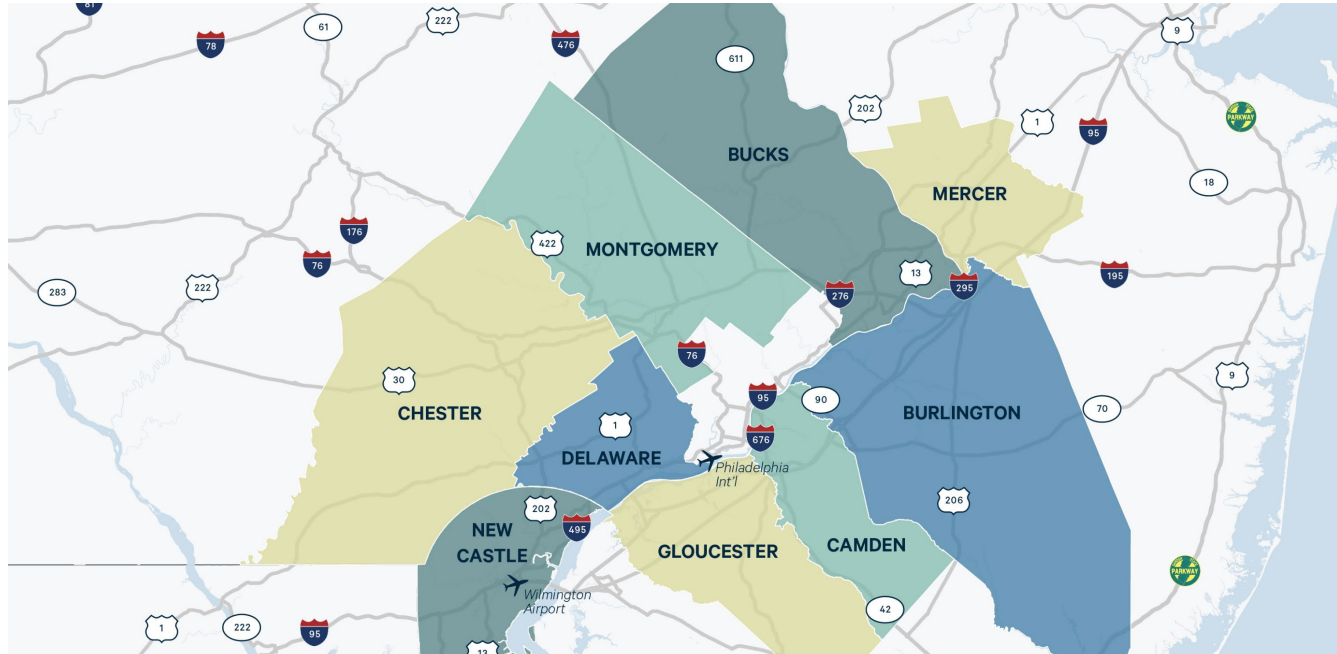 81
61
222
9
78
476
611
202
1
95
PARKWAY
BUCKS
MERCER
18
176
422
MONTGOMERY
76
13
195
222
283
276
295
76
9
30
95
90
70
CHESTER
BURLINGTON
1
676
DELAWARE
Philadelphia
Int'l
206
202
495
NEW
CASTLE
GLOUCESTER
CAMDEN
PARKWAY
Wilmington
Airport
42
1
222
95
13